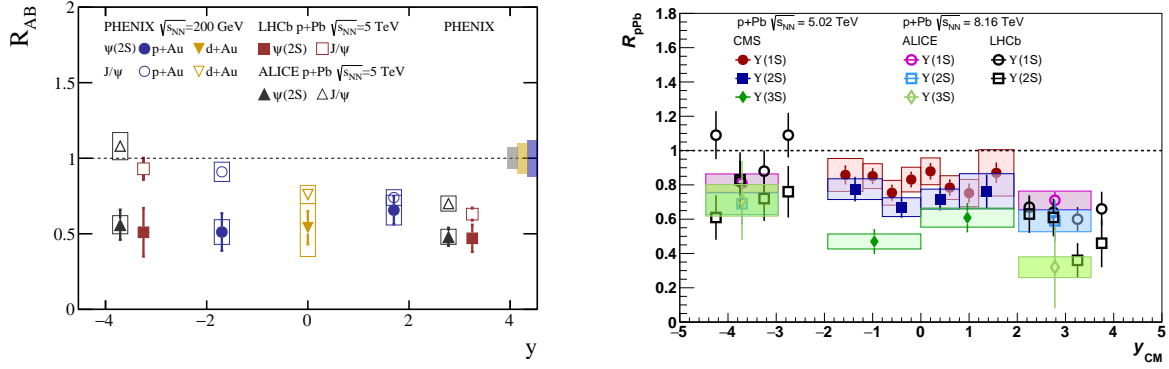 PHENIX √s_NN=200 GeV LHCb p+Pb √s_NN=5 TeV PHENIX
ψ(2S) p+Au d+Au ψ(2S) J/ψ
J/ψ p+Au d+Au ALICE p+Pb √s_NN=5 TeV
ψ(2S) J/ψ
R_AB
2
1.5
1
0.5
0
−4 −2 0 2 4
y
p+Pb √s_NN = 5.02 TeV p+Pb √s_NN = 8.16 TeV
CMS ALICE LHCb
Υ(1S) Υ(1S) Υ(1S)
Υ(2S) Υ(2S) Υ(2S)
Υ(3S) Υ(3S)
R_pPb
1.8
1.6
1.4
1.2
1
0.8
0.6
0.4
0.2
0
−5 −4 −3 −2 −1 0 1 2 3 4 5
y_CM